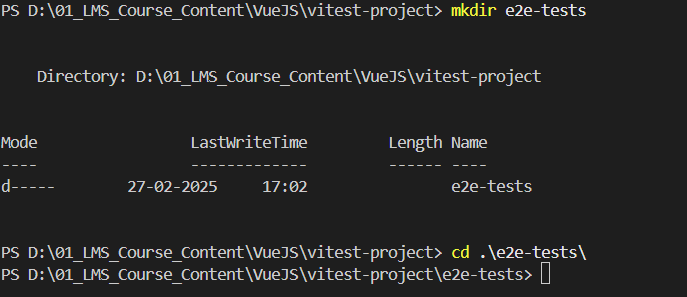 PS D:\01_LMS_Course_Content\VueJS\vitest-project> mkdir e2e-tests
Directory: D:\01_LMS_Course_Content\VueJS\vitest-project
Mode                 LastWriteTime         Length Name
----                 -------------         ------ ----
d-----        27-02-2025     17:02                e2e-tests
PS D:\01_LMS_Course_Content\VueJS\vitest-project> cd .\e2e-tests\
PS D:\01_LMS_Course_Content\VueJS\vitest-project\e2e-tests>